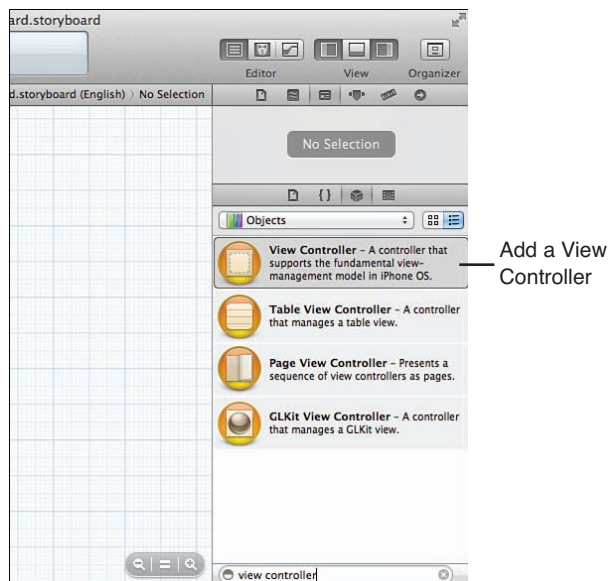 ard.storyboard
Editor
View
Organizer
d.storyboard (English)
No Selection
No Selection
{}
Objects
View Controller – A controller that
supports the fundamental view-
management model in iPhone OS.
Add a View
Controller
Table View Controller – A controller
that manages a table view.
Page View Controller – Presents a
sequence of view controllers as pages.
GLKit View Controller – A controller
that manages a GLKit view.
view controller